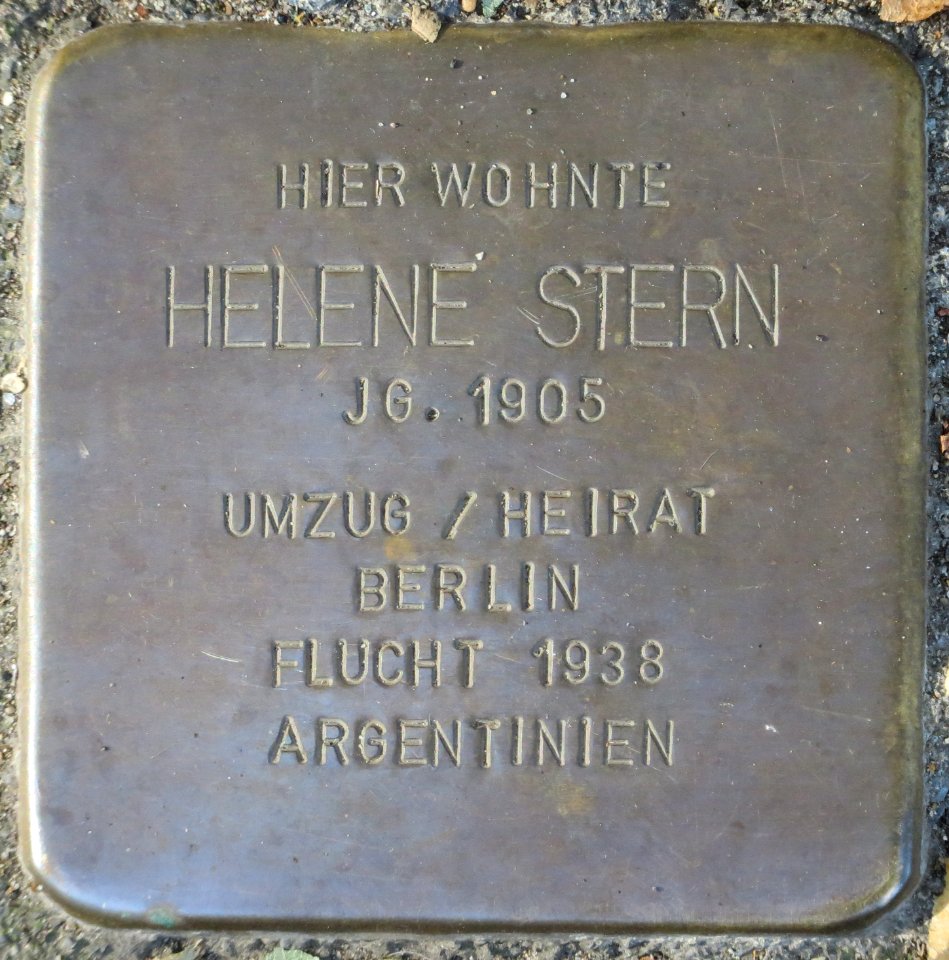 HIER WOHNTE
HELENE STERN
JG. 1905
UMZUG / HEIRAT
BERLIN
FLUCHT 1938
ARGENTINIEN